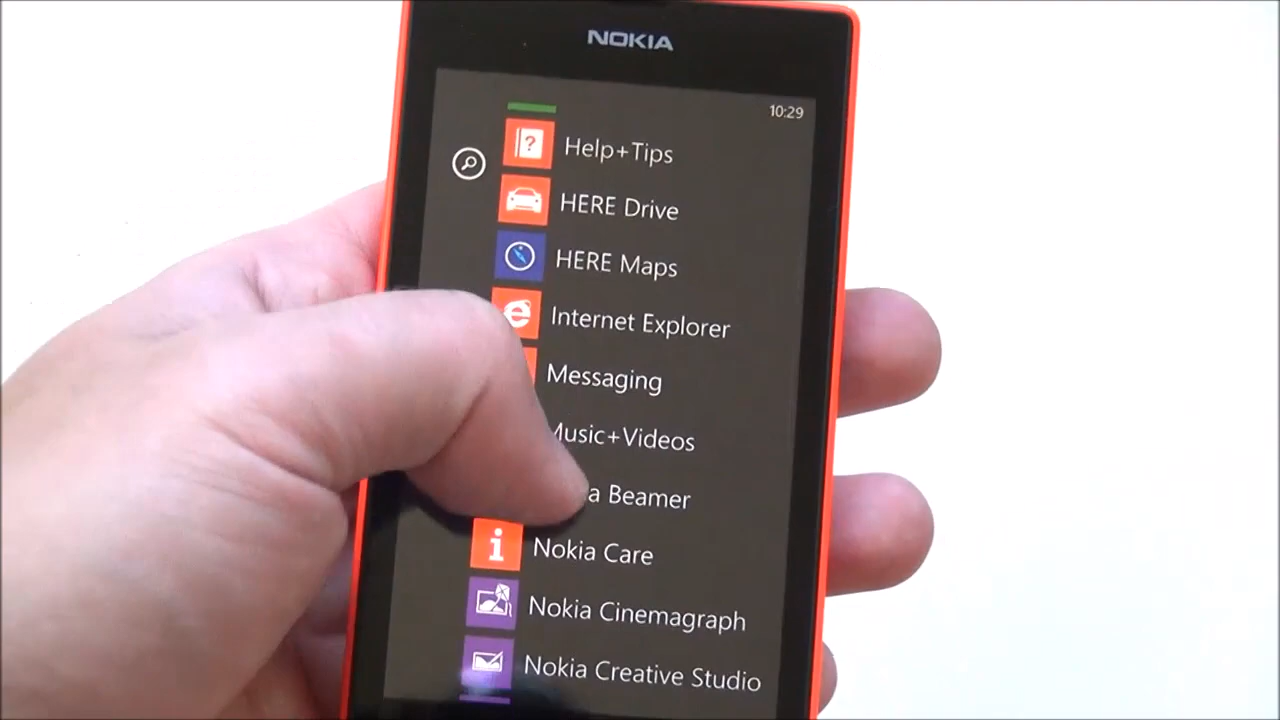 NOKIA
10:29
Help+Tips
HERE Drive
HERE Maps
Internet Explorer
Messaging
Music+Videos
Beamer
Nokia Care
Nokia Cinemagraph
Nokia Creative Studio